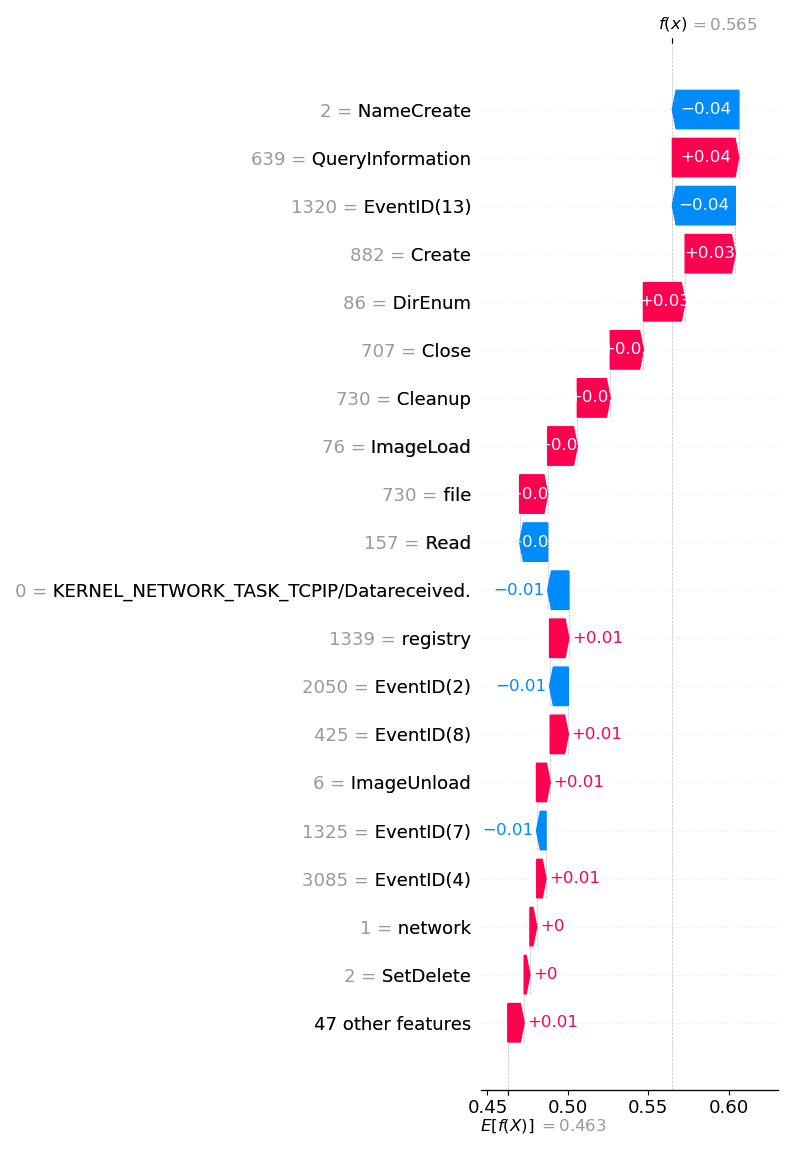 f(x) = 0.565
2 = NameCreate −0.04
639 = QueryInformation +0.04
1320 = EventID(13) −0.04
882 = Create +0.03
86 = DirEnum +0.03
707 = Close
730 = Cleanup
76 = ImageLoad
730 = file
157 = Read
0 = KERNEL_NETWORK_TASK_TCPIP/Datareceived. −0.01
1339 = registry +0.01
2050 = EventID(2) −0.01
425 = EventID(8) +0.01
6 = ImageUnload +0.01
1325 = EventID(7) −0.01
3085 = EventID(4) +0.01
1 = network +0
2 = SetDelete +0
47 other features +0.01
0.45 0.50 0.55 0.60
E[f(X)] = 0.463